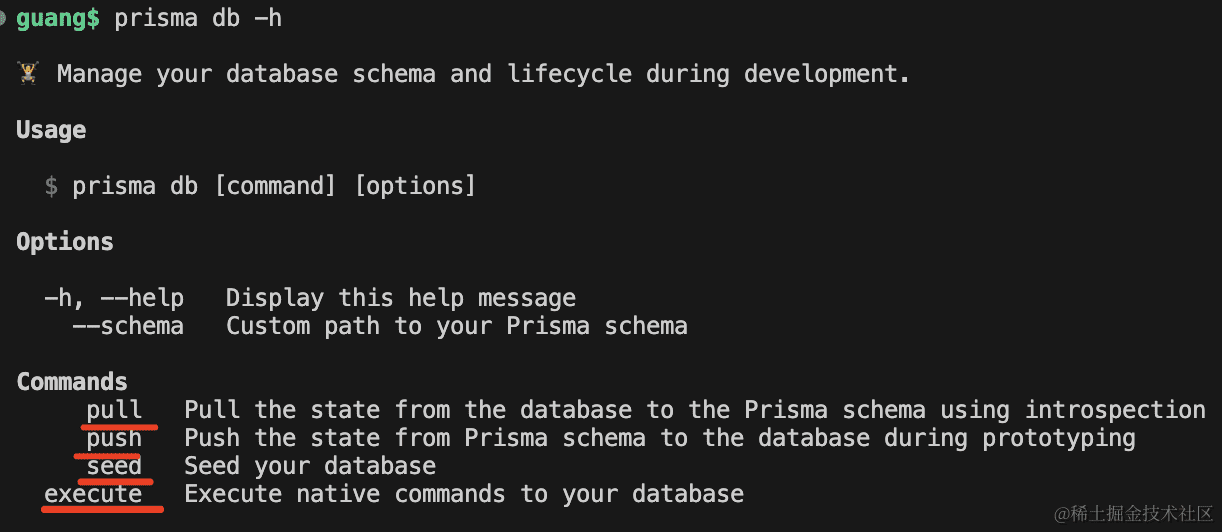 guang$ prisma db -h
🏋️ Manage your database schema and lifecycle during development.
Usage
$ prisma db [command] [options]
Options
-h, --help   Display this help message
--schema   Custom path to your Prisma schema
Commands
pull   Pull the state from the database to the Prisma schema using introspection
push   Push the state from Prisma schema to the database during prototyping
seed   Seed your database
execute   Execute native commands to your database
@稀土掘金技术社区